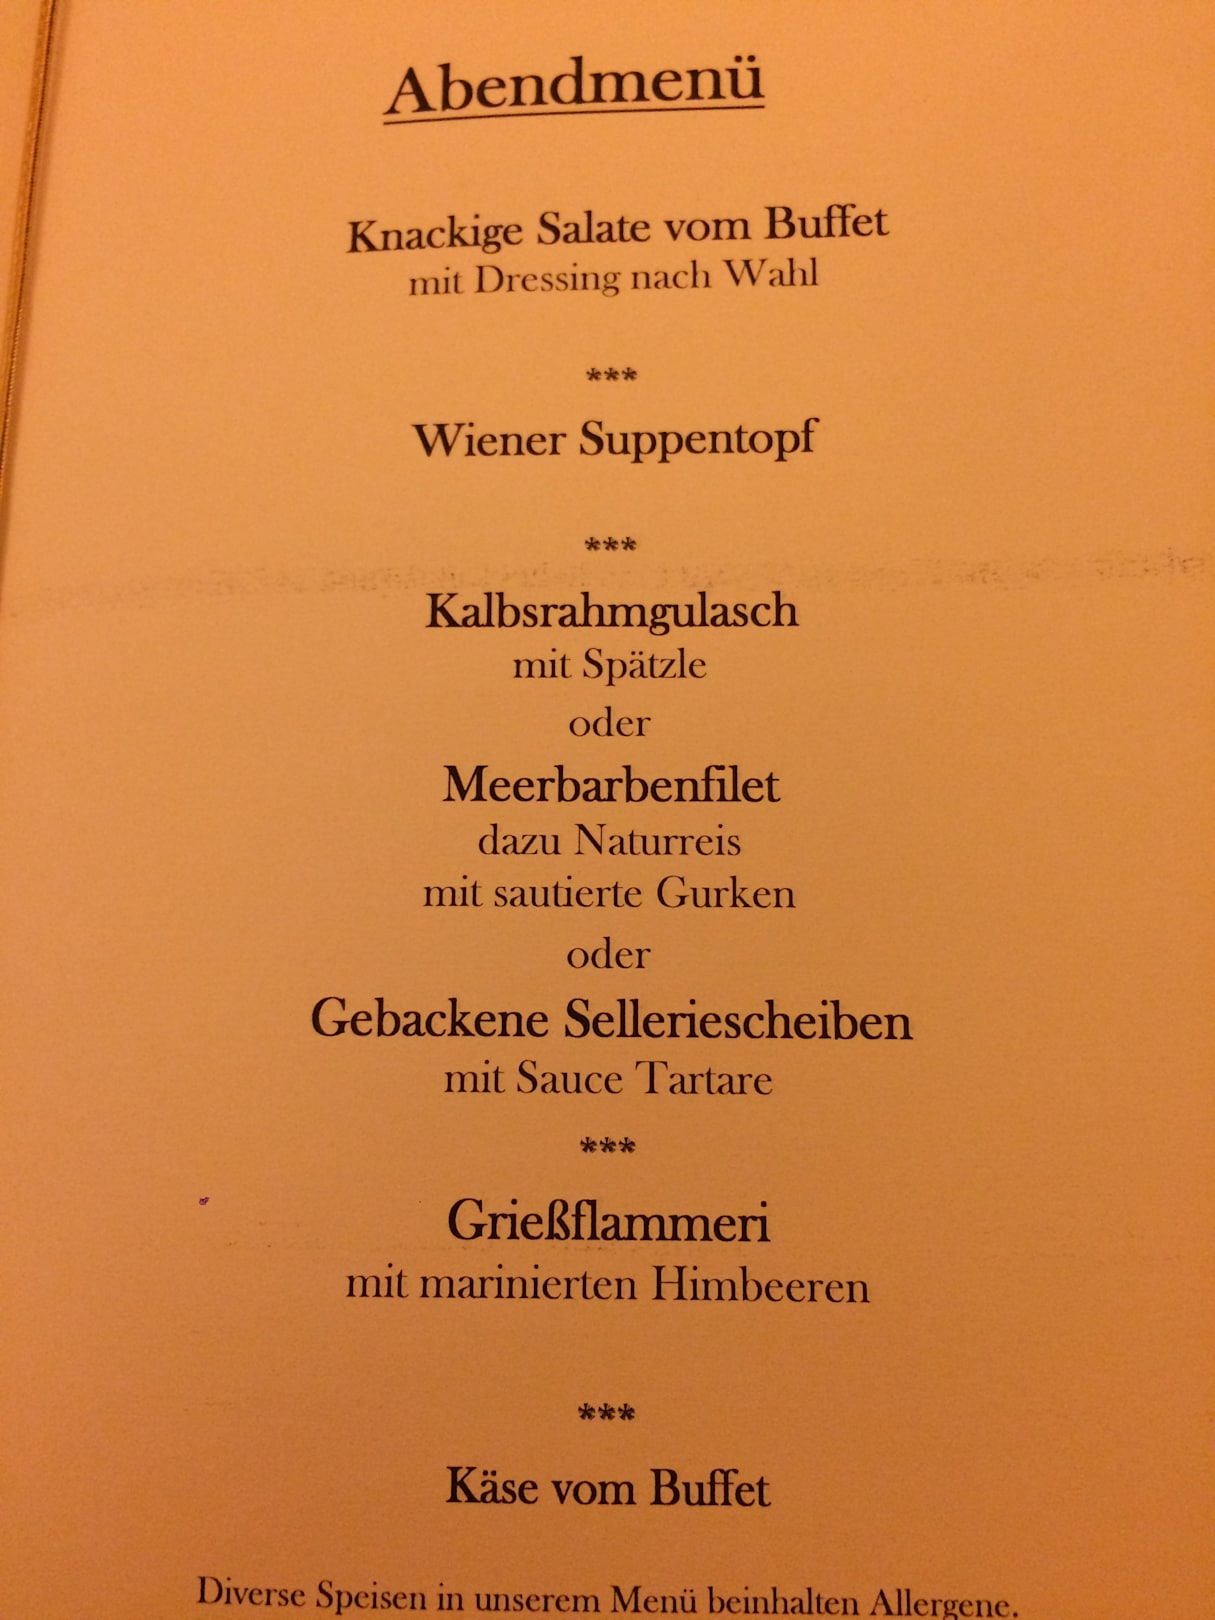 Abendmenü
Knackige Salate vom Buffet
mit Dressing nach Wahl
***
Wiener Suppentopf
***
Kalbsrahmgulasch
mit Spätzle
oder
Meerbarbenfilet
dazu Naturreis
mit sautierte Gurken
oder
Gebackene Selleriescheiben
mit Sauce Tartare
***
Grießflammeri
mit marinierten Himbeeren
***
Käse vom Buffet
Diverse Speisen in unserem Menü beinhalten Allergene.